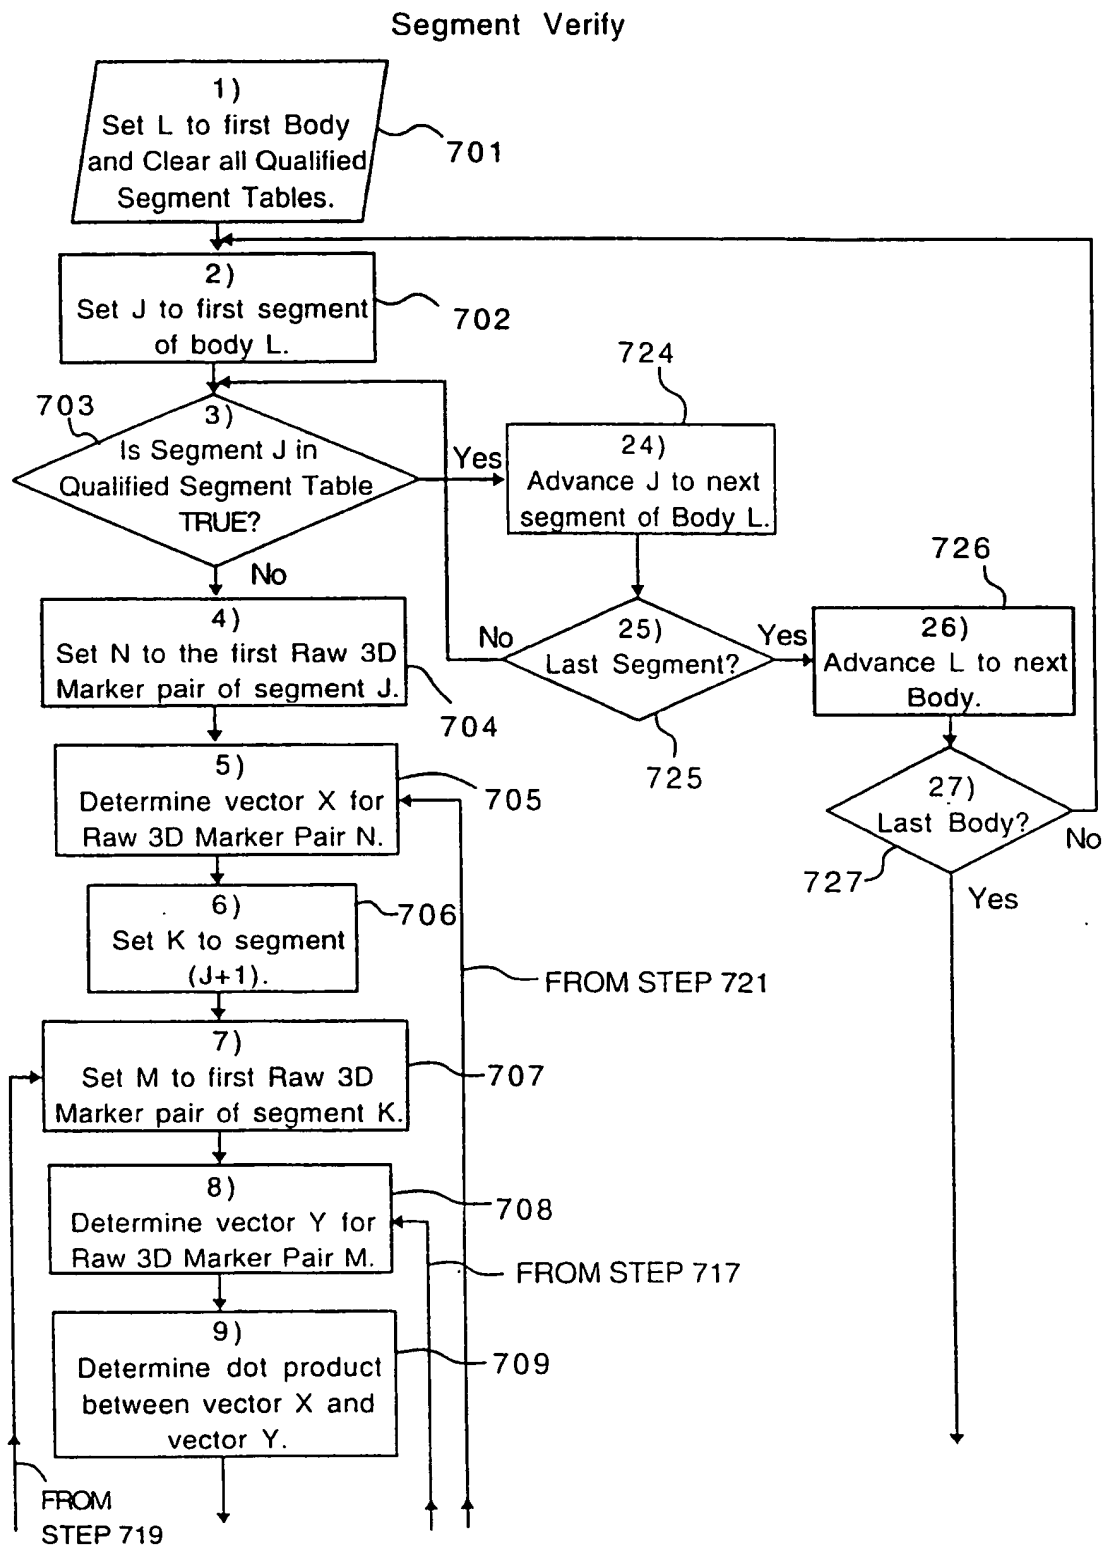 Segment Verify
1)
Set L to first Body
and Clear all Qualified
Segment Tables.
701
2)
Set J to first segment
of body L.
702
703
3)
Is Segment J in
Qualified Segment Table
TRUE?
Yes
No
724
24)
Advance J to next
segment of Body L.
4)
Set N to the first Raw 3D
Marker pair of segment J.
704
No
25)
Last Segment?
Yes
725
726
26)
Advance L to next
Body.
5)
Determine vector X for
Raw 3D Marker Pair N.
705
27)
Last Body?
No
727
Yes
6)
Set K to segment
(J+1).
706
FROM STEP 721
7)
Set M to first Raw 3D
Marker pair of segment K.
707
8)
Determine vector Y for
Raw 3D Marker Pair M.
708
FROM STEP 717
9)
Determine dot product
between vector X and
vector Y.
709
FROM
STEP 719